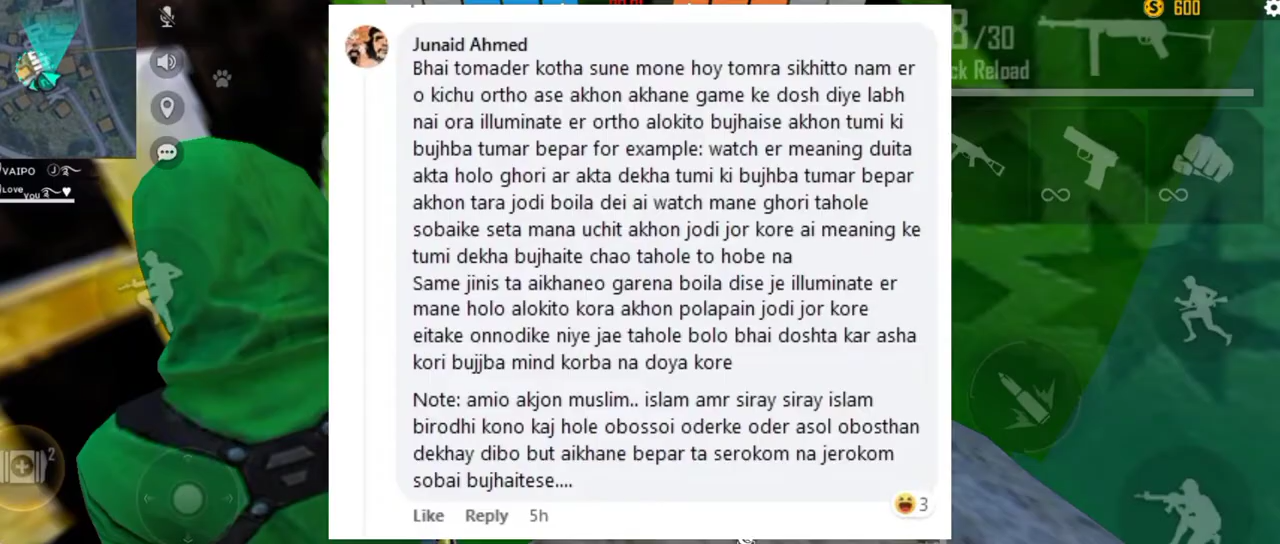 600
8/30
ck Reload
VAIPO
Love
You
2
Junaid Ahmed
Bhai tomader kotha sune mone hoy tomra sikhitto nam er
o kichu ortho ase akhon akhane game ke dosh diye labh
nai ora illuminate er ortho alokito bujhaise akhon tumi ki
bujhba tumar bepar for example: watch er meaning duita
akta holo ghori ar akta dekha tumi ki bujhba tumar bepar
akhon tara jodi boila dei ai watch mane ghori tahole
sobaike seta mana uchit akhon jodi jor kore ai meaning ke
tumi dekha bujhaite chao tahole to hobe na
Same jinis ta aikhaneo garena boila dise je illuminate er
mane holo alokito kora akhon polapain jodi jor kore
eitake onnodike niye jae tahole bolo bhai doshta kar asha
kori bujjba mind korba na doya kore
Note: amio akjon muslim.. islam amr siray siray islam
birodhi kono kaj hole obossoi oderke oder asol obosthan
dekhay dibo but aikhane bepar ta serokom na jerokom
sobai bujhaitese....
3
Like Reply 5h